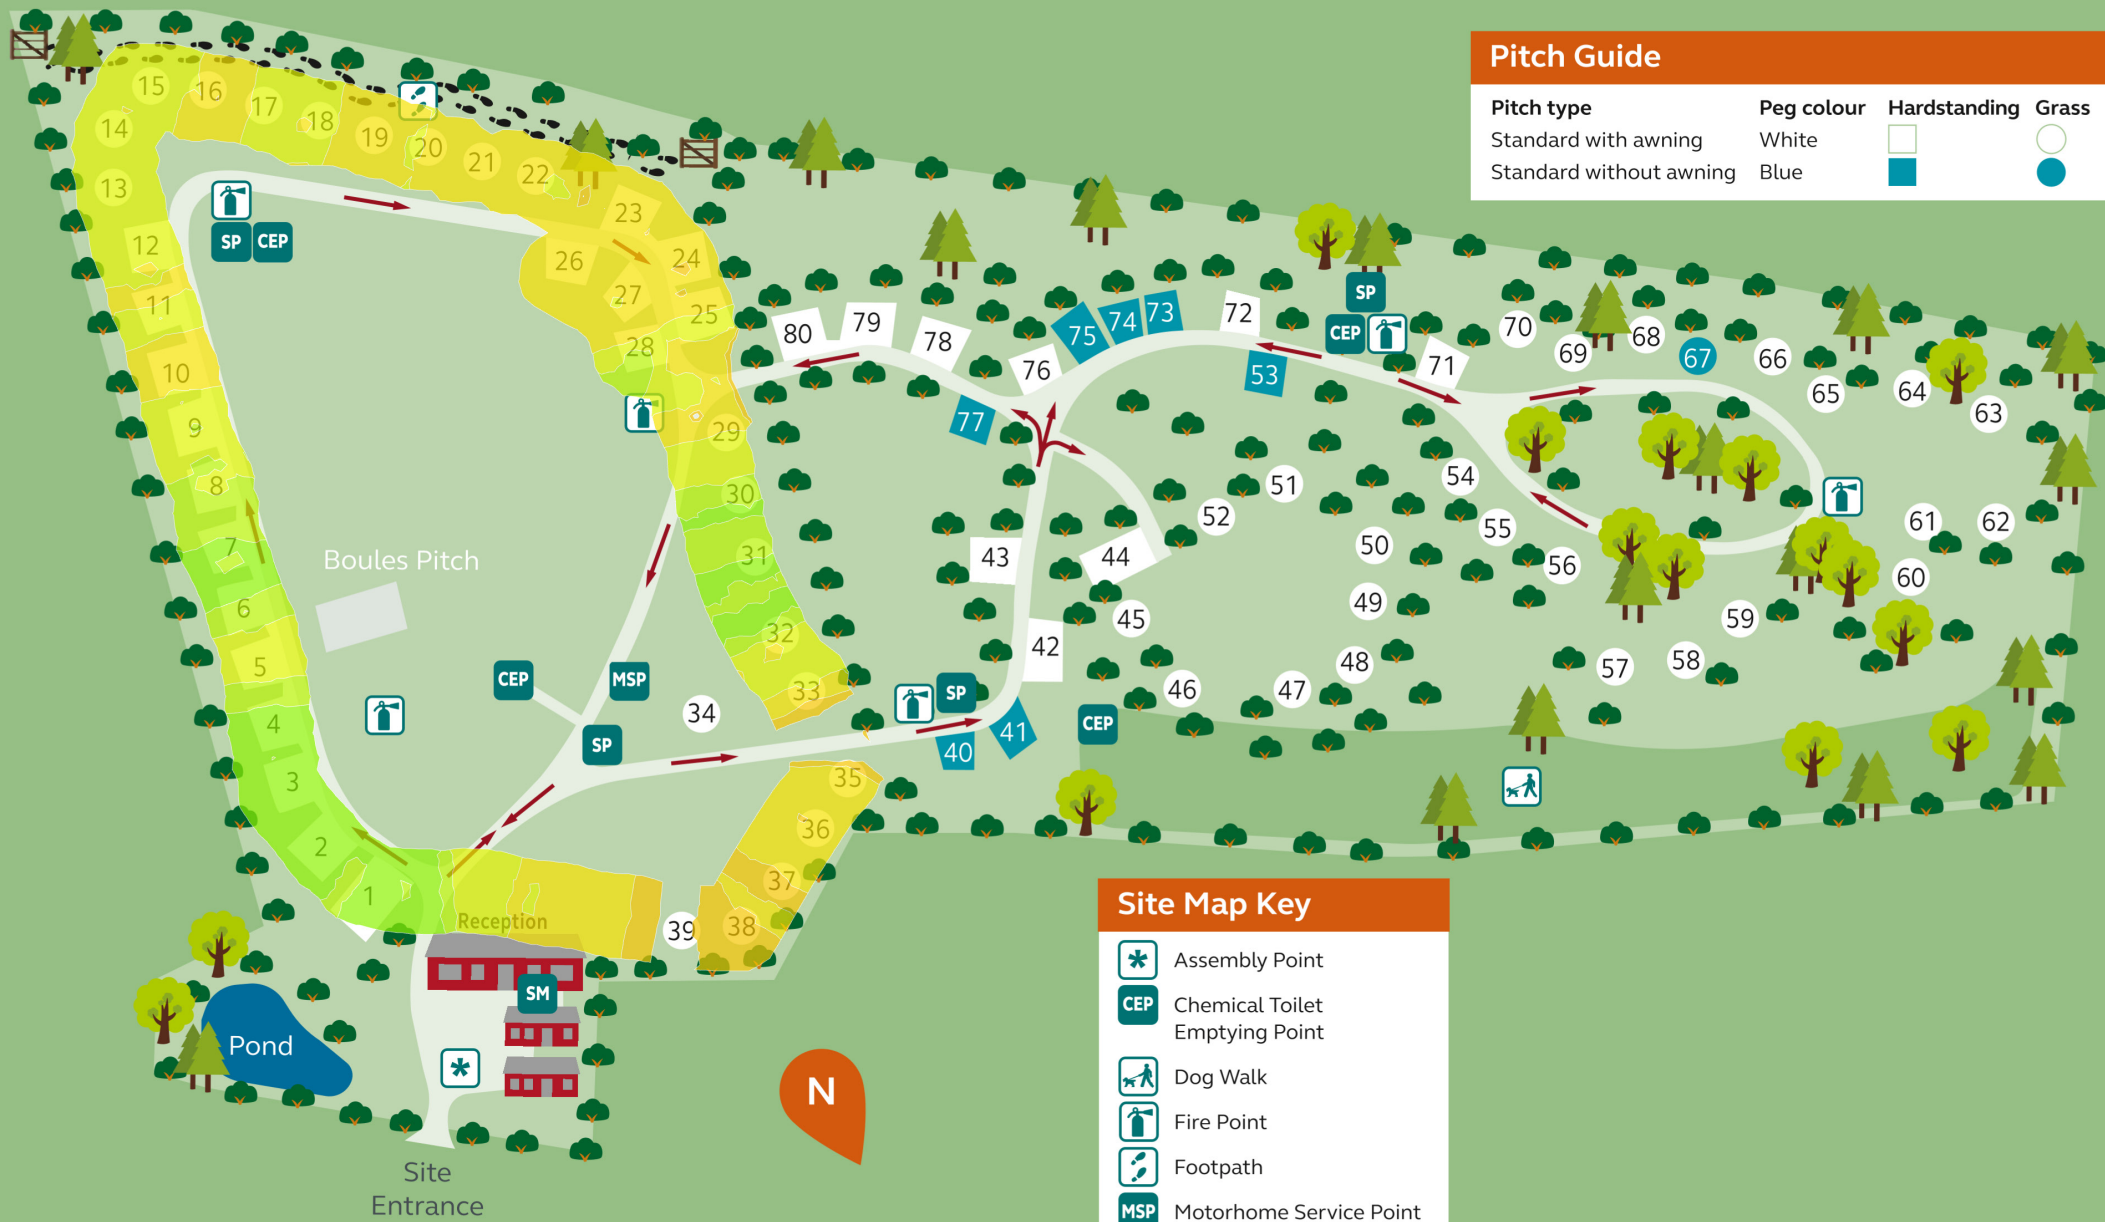 Pitch Guide
Pitch type Peg colour Hardstanding Grass
Standard with awning White
Standard without awning Blue
15 16 17 18 19 20 21 22 23 24 25
14
13
12
11
10
9
8
7
6
5
4
3
2
1
SP CEP
26
27
28
29
30
31
32
33
80 79 78 76 75 74 73 72
77
53
SP
CEP
71
70 69 68 67 66 65 64 63
54
55
56
51
52
50
49
48
47
46
45
44
43
42
61 62
60
59
58
57
Boules Pitch
CEP
MSP
SP
34
SP
40
41
CEP
35
36
37
38
39
Reception
SM
Pond
Site
Entrance
N
Site Map Key
* Assembly Point
CEP Chemical Toilet
Emptying Point
Dog Walk
Fire Point
Footpath
MSP Motorhome Service Point